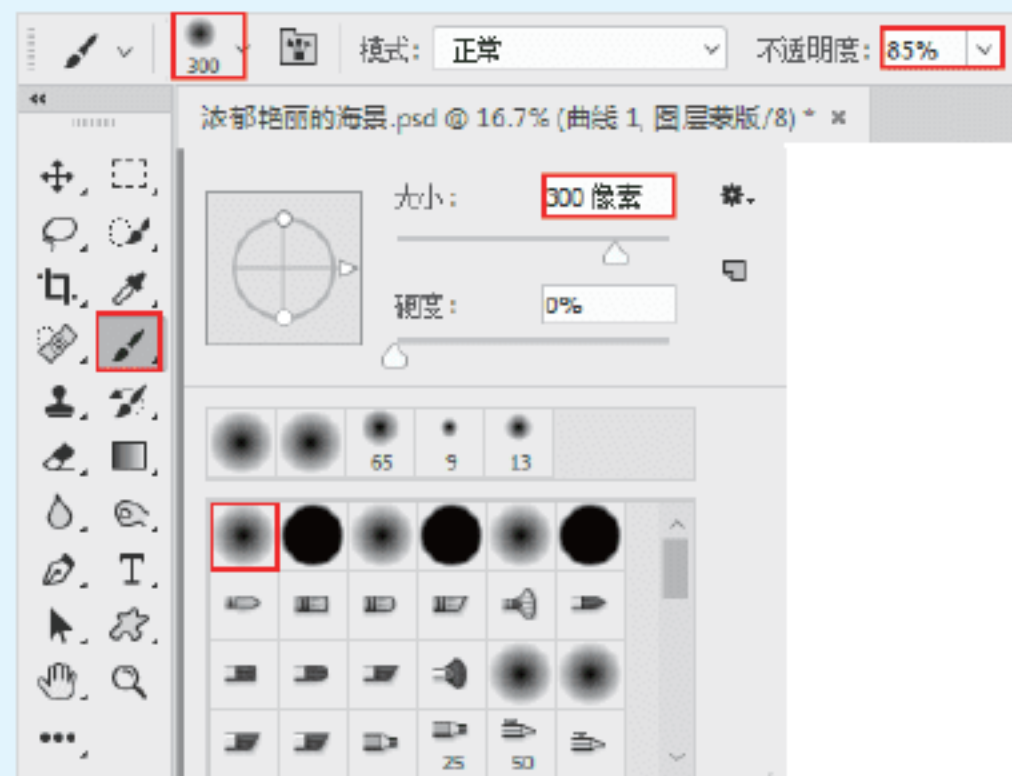 300 模式： 正常 不透明度： 85%
浓郁艳丽的海景.psd @ 16.7% (曲线 1, 图层蒙版/8) *
大小： 300 像素
硬度： 0%
65 9 13
25 50